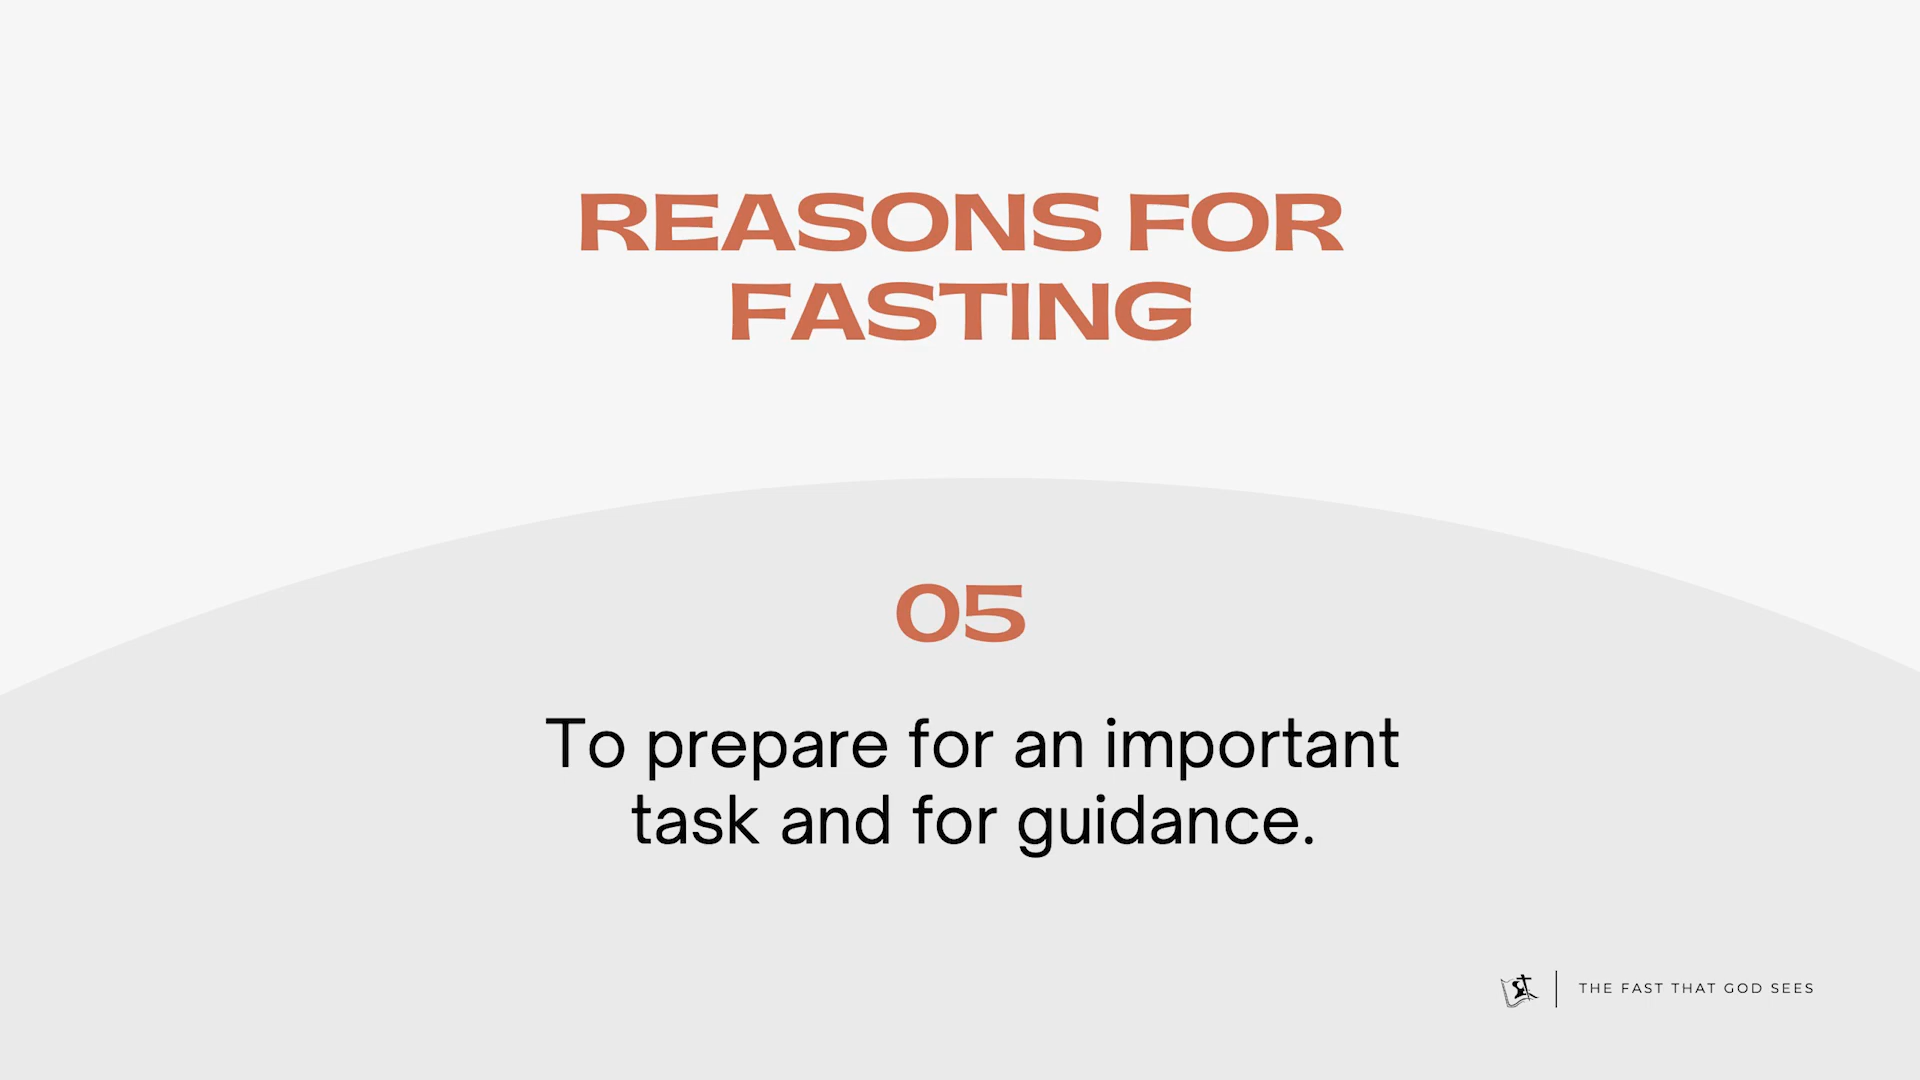 REASONS FOR
FASTING
05
To prepare for an important
task and for guidance.
THE FAST THAT GOD SEES